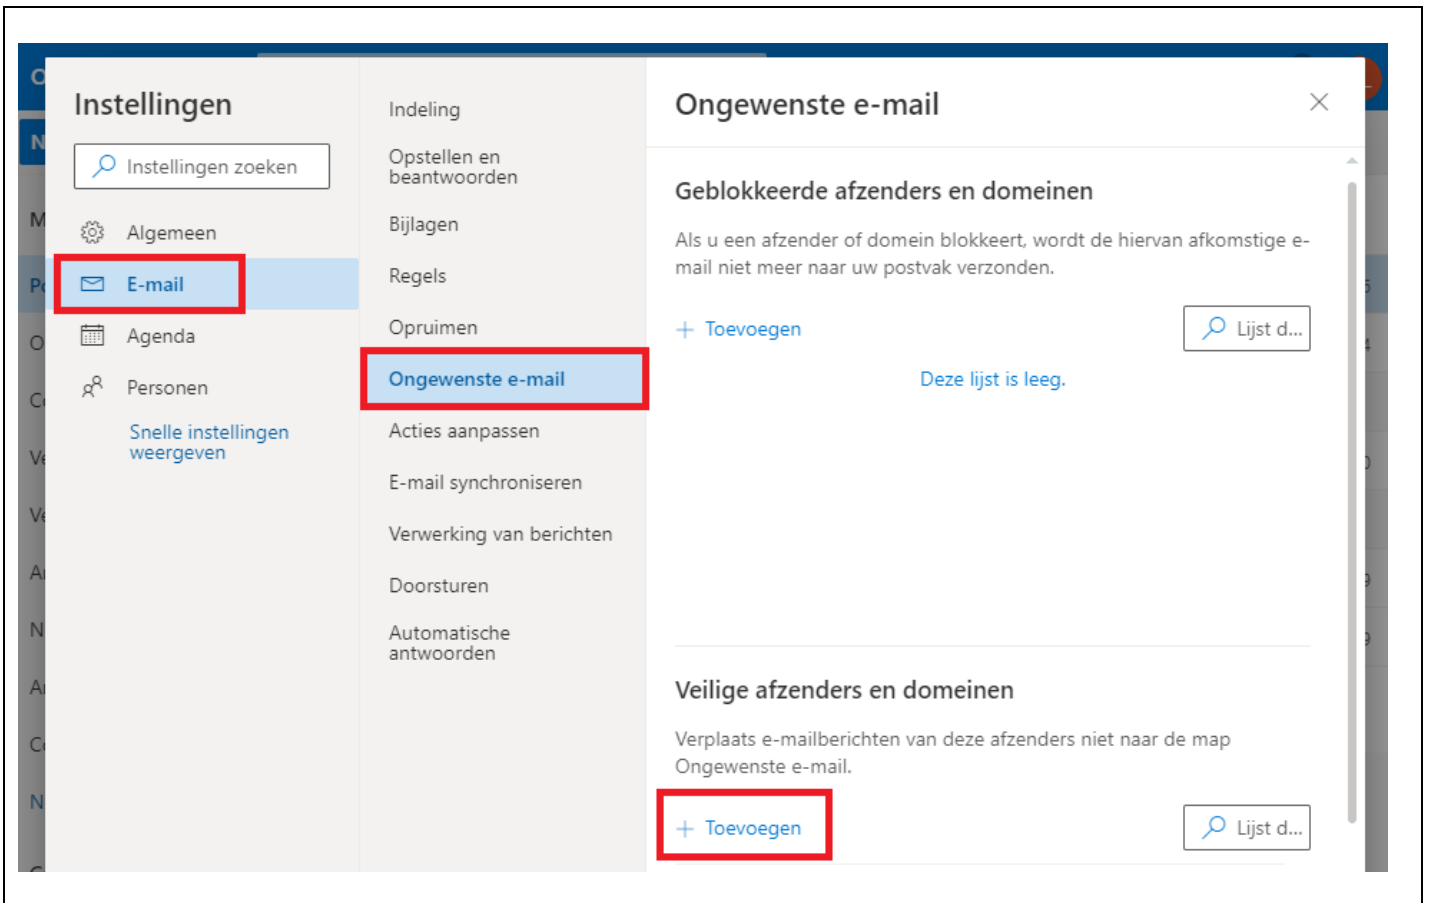 Instellingen
Instellingen zoeken
Algemeen
E-mail
Agenda
Personen
Snelle instellingen
weergeven
Indeling
Opstellen en
beantwoorden
Bijlagen
Regels
Opruimen
Ongewenste e-mail
Acties aanpassen
E-mail synchroniseren
Verwerking van berichten
Doorsturen
Automatische
antwoorden
Ongewenste e-mail
Geblokkeerde afzenders en domeinen
Als u een afzender of domein blokkeert, wordt de hiervan afkomstige e-
mail niet meer naar uw postvak verzonden.
Toevoegen
Lijst d...
Deze lijst is leeg.
Veilige afzenders en domeinen
Verplaats e-mailberichten van deze afzenders niet naar de map
Ongewenste e-mail.
Toevoegen
Lijst d...